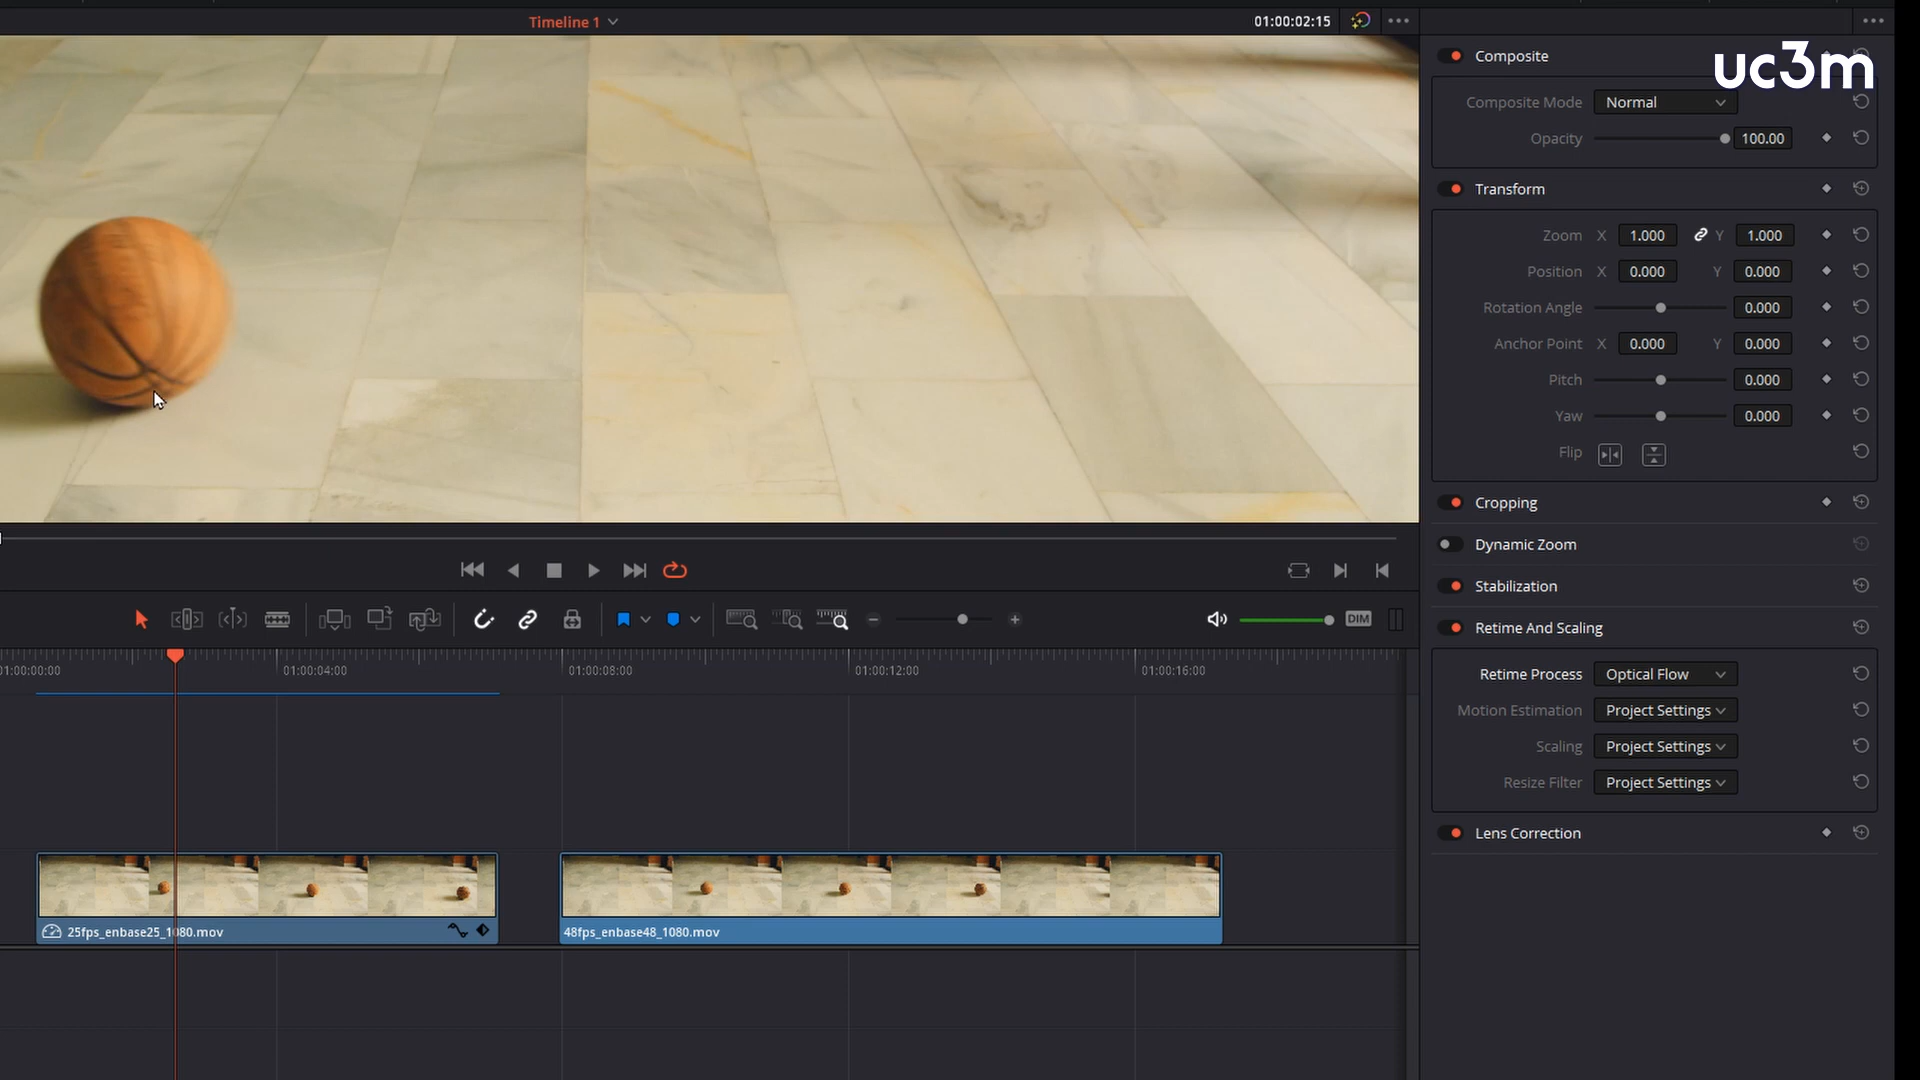 Timeline 1
01:00:02:15
uc3m
Composite
Composite Mode Normal
Opacity 100.00
Transform
Zoom X 1.000 Y 1.000
Position X 0.000 Y 0.000
Rotation Angle 0.000
Anchor Point X 0.000 Y 0.000
Pitch 0.000
Yaw 0.000
Flip
Cropping
Dynamic Zoom
Stabilization
Retime And Scaling
Retime Process Optical Flow
Motion Estimation Project Settings
Scaling Project Settings
Resize Filter Project Settings
Lens Correction
DIM
01:00:00:00 01:00:04:00 01:00:08:00 01:00:12:00 01:00:16:00
25fps_enbase25_1080.mov
48fps_enbase48_1080.mov